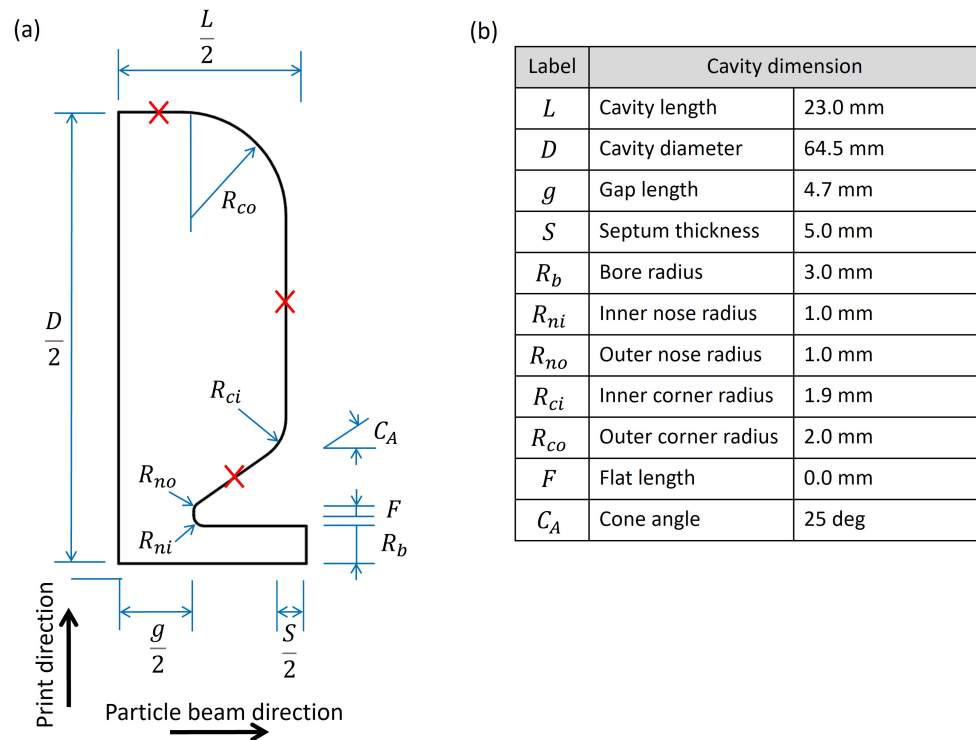 (a)
L
2
R_co
D
2
R_ci
C_A
R_no
F
R_ni
R_b
g
2
S
2
Print direction
Particle beam direction
(b)
Label Cavity dimension
L Cavity length 23.0 mm
D Cavity diameter 64.5 mm
g Gap length 4.7 mm
S Septum thickness 5.0 mm
R_b Bore radius 3.0 mm
R_ni Inner nose radius 1.0 mm
R_no Outer nose radius 1.0 mm
R_ci Inner corner radius 1.9 mm
R_co Outer corner radius 2.0 mm
F Flat length 0.0 mm
C_A Cone angle 25 deg